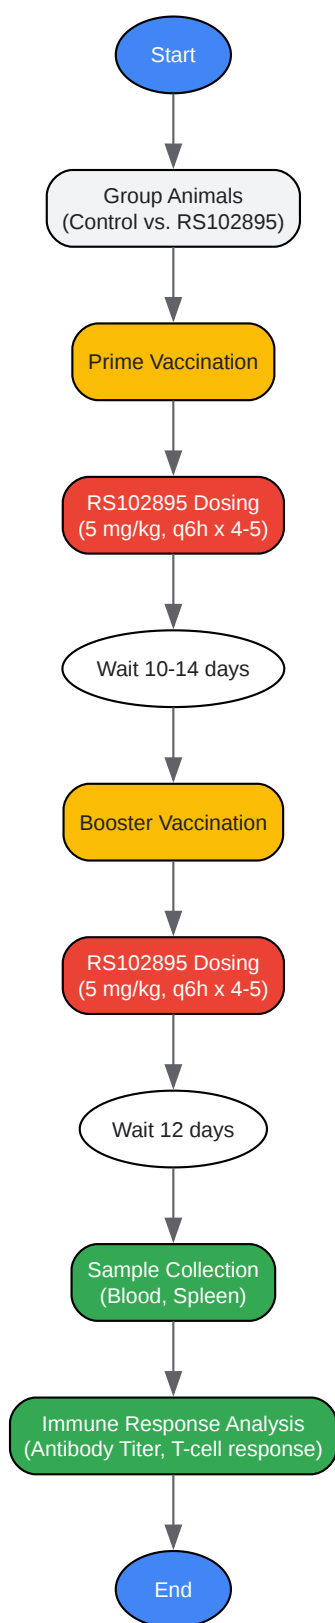 Start
Group Animals
(Control vs. RS102895)
Prime Vaccination
RS102895 Dosing
(5 mg/kg, q6h x 4-5)
Wait 10-14 days
Booster Vaccination
RS102895 Dosing
(5 mg/kg, q6h x 4-5)
Wait 12 days
Sample Collection
(Blood, Spleen)
Immune Response Analysis
(Antibody Titer, T-cell response)
End